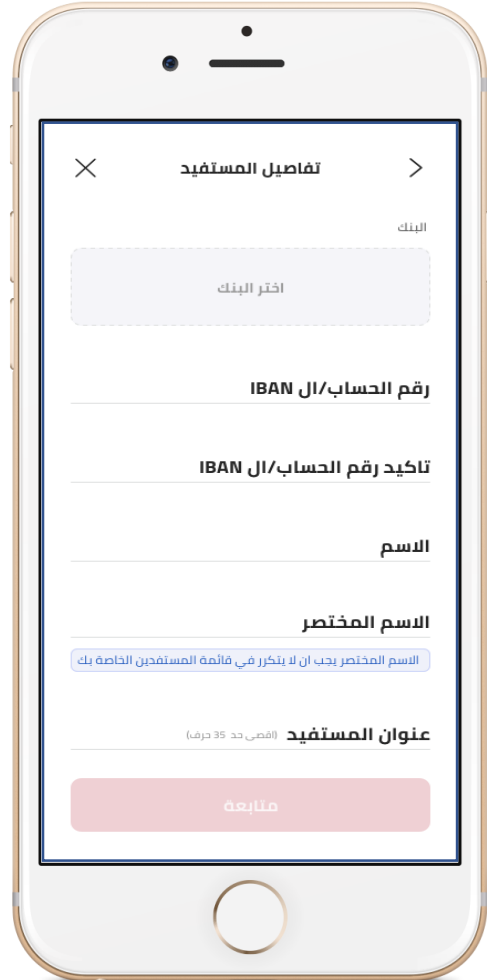 تفاصيل المستفيد
البنك
اختر البنك
رقم الحساب/ال IBAN
تاكيد رقم الحساب/ال IBAN
الاسم
الاسم المختصر
الاسم المختصر يجب ان لا يتكرر في قائمة المستفدين الخاصة بك
عنوان المستفيد (اقصى حد 35 حرف)
متابعة